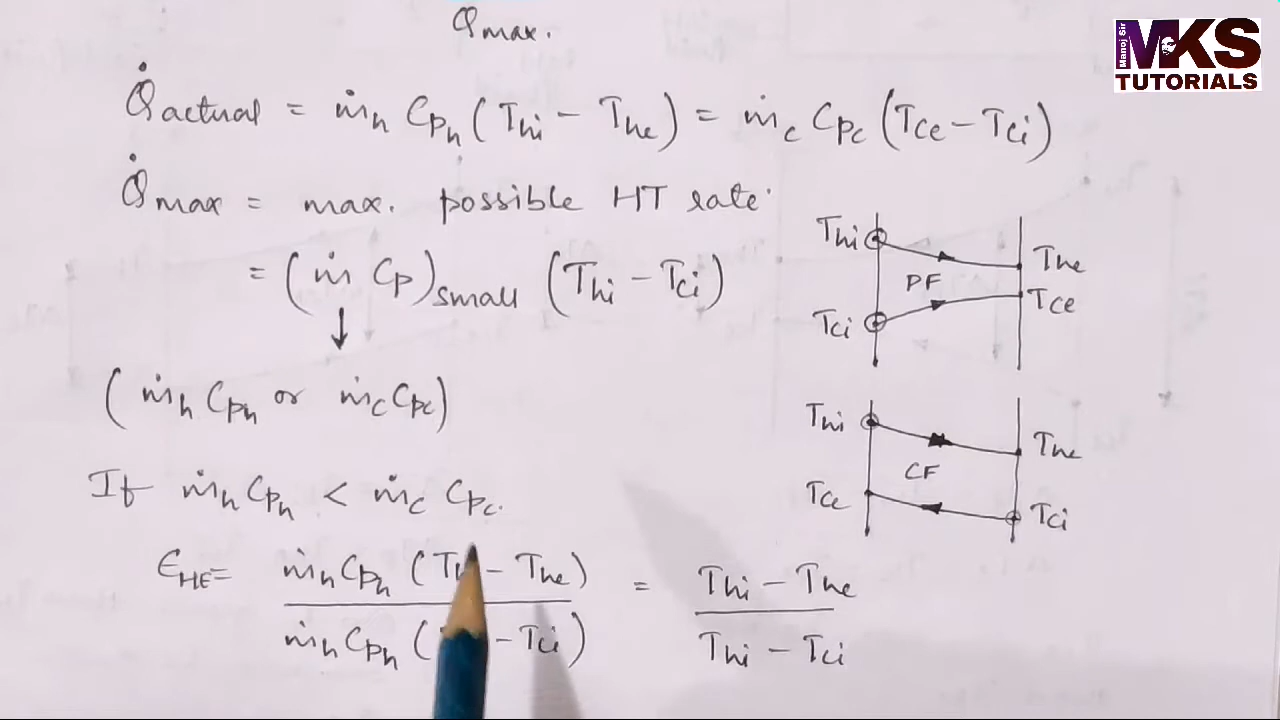 Qmax.
Manoj Sir
MKS
TUTORIALS
Q̇actual = ṁh Cph (Thi − The) = ṁc Cpc (Tce − Tci)
Q̇max = max. possible HT rate.
= (ṁ Cp)small (Thi − Tci)
↓
(ṁh Cph or ṁc Cpc)
If ṁh Cph < ṁc Cpc.
ϵHE = ṁh Cph (Th − The) / ṁh Cph ( − Tci) = Thi − The / Thi − Tci
Thi
The
PF
Tce
Tci
Thi
The
CF
Tce
Tci